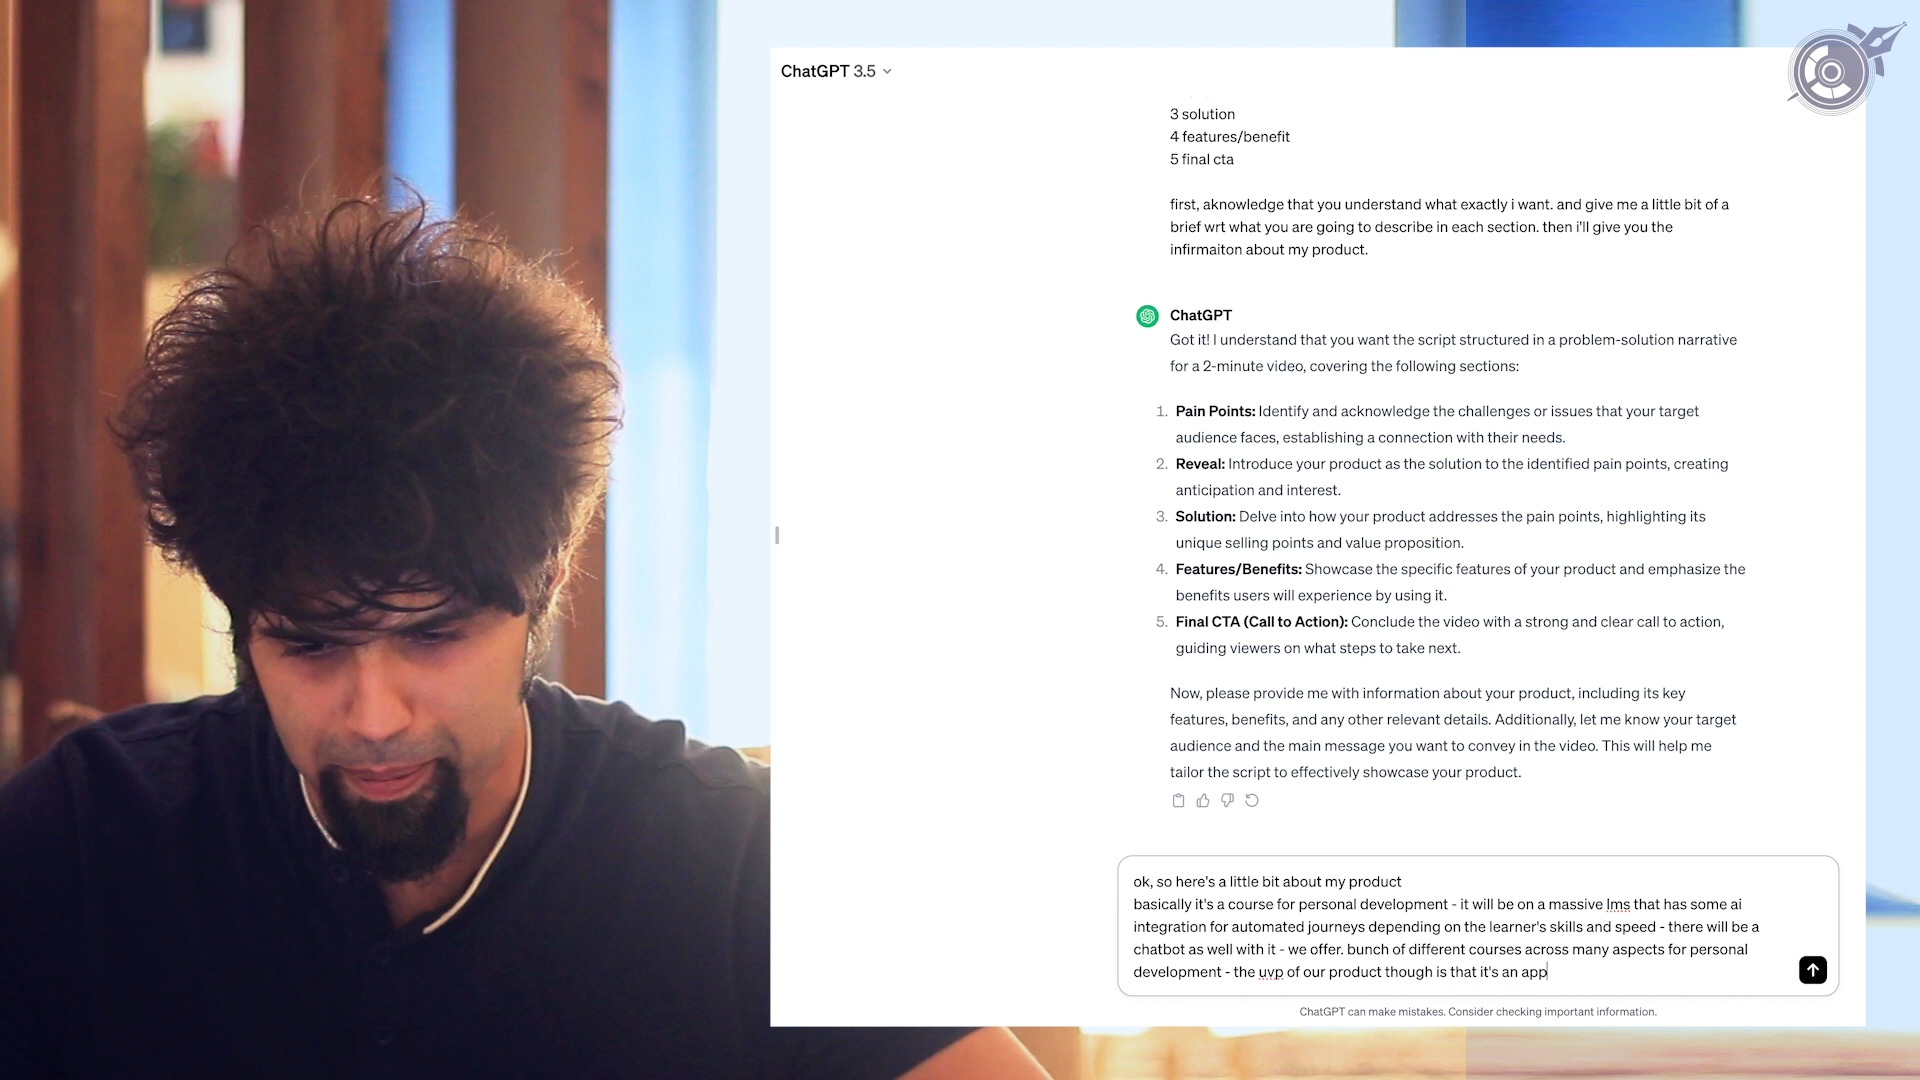 ChatGPT 3.5
3 solution
4 features/benefit
5 final cta
first, aknowledge that you understand what exactly i want. and give me a little bit of a
brief wrt what you are going to describe in each section. then i'll give you the
infirmaiton about my product.
ChatGPT
Got it! I understand that you want the script structured in a problem-solution narrative
for a 2-minute video, covering the following sections:
1. Pain Points: Identify and acknowledge the challenges or issues that your target
audience faces, establishing a connection with their needs.
2. Reveal: Introduce your product as the solution to the identified pain points, creating
anticipation and interest.
3. Solution: Delve into how your product addresses the pain points, highlighting its
unique selling points and value proposition.
4. Features/Benefits: Showcase the specific features of your product and emphasize the
benefits users will experience by using it.
5. Final CTA (Call to Action): Conclude the video with a strong and clear call to action,
guiding viewers on what steps to take next.
Now, please provide me with information about your product, including its key
features, benefits, and any other relevant details. Additionally, let me know your target
audience and the main message you want to convey in the video. This will help me
tailor the script to effectively showcase your product.
ok, so here's a little bit about my product
basically it's a course for personal development - it will be on a massive lms that has some ai
integration for automated journeys depending on the learner's skills and speed - there will be a
chatbot as well with it - we offer. bunch of different courses across many aspects for personal
development - the uvp of our product though is that it's an app
ChatGPT can make mistakes. Consider checking important information.